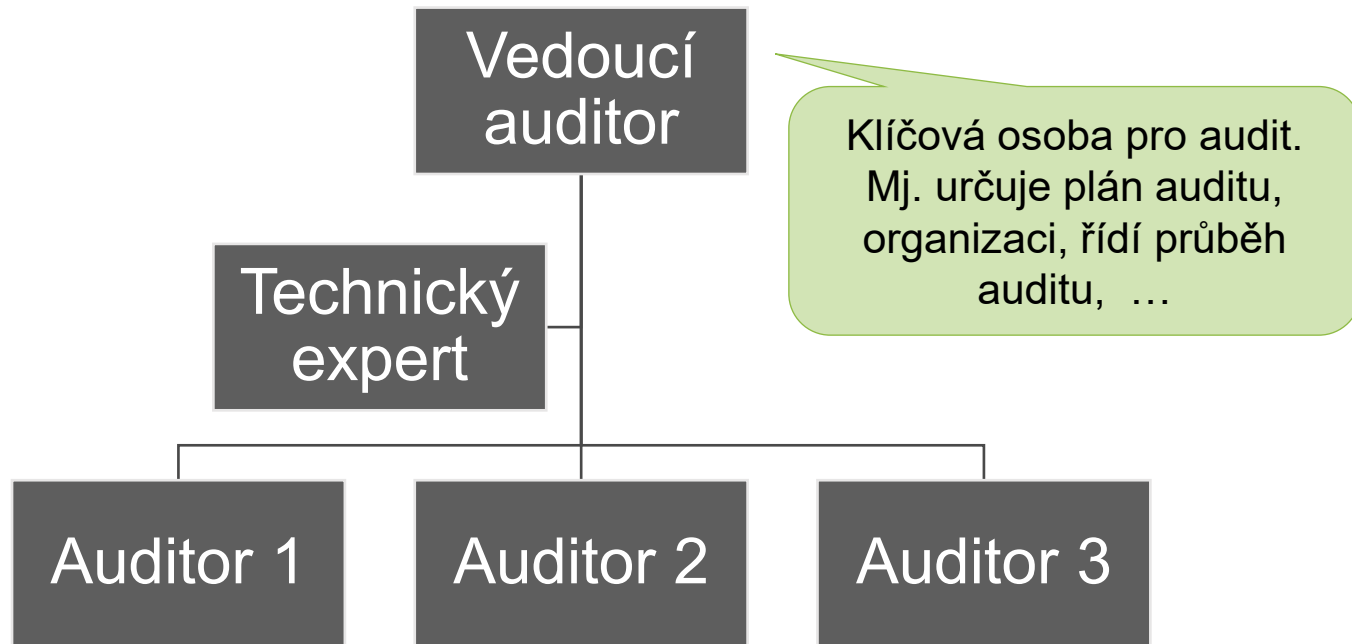 Vedoucí
auditor
Klíčová osoba pro audit.
Mj. určuje plán auditu,
organizaci, řídí průběh
auditu, …
Technický
expert
Auditor 1
Auditor 2
Auditor 3